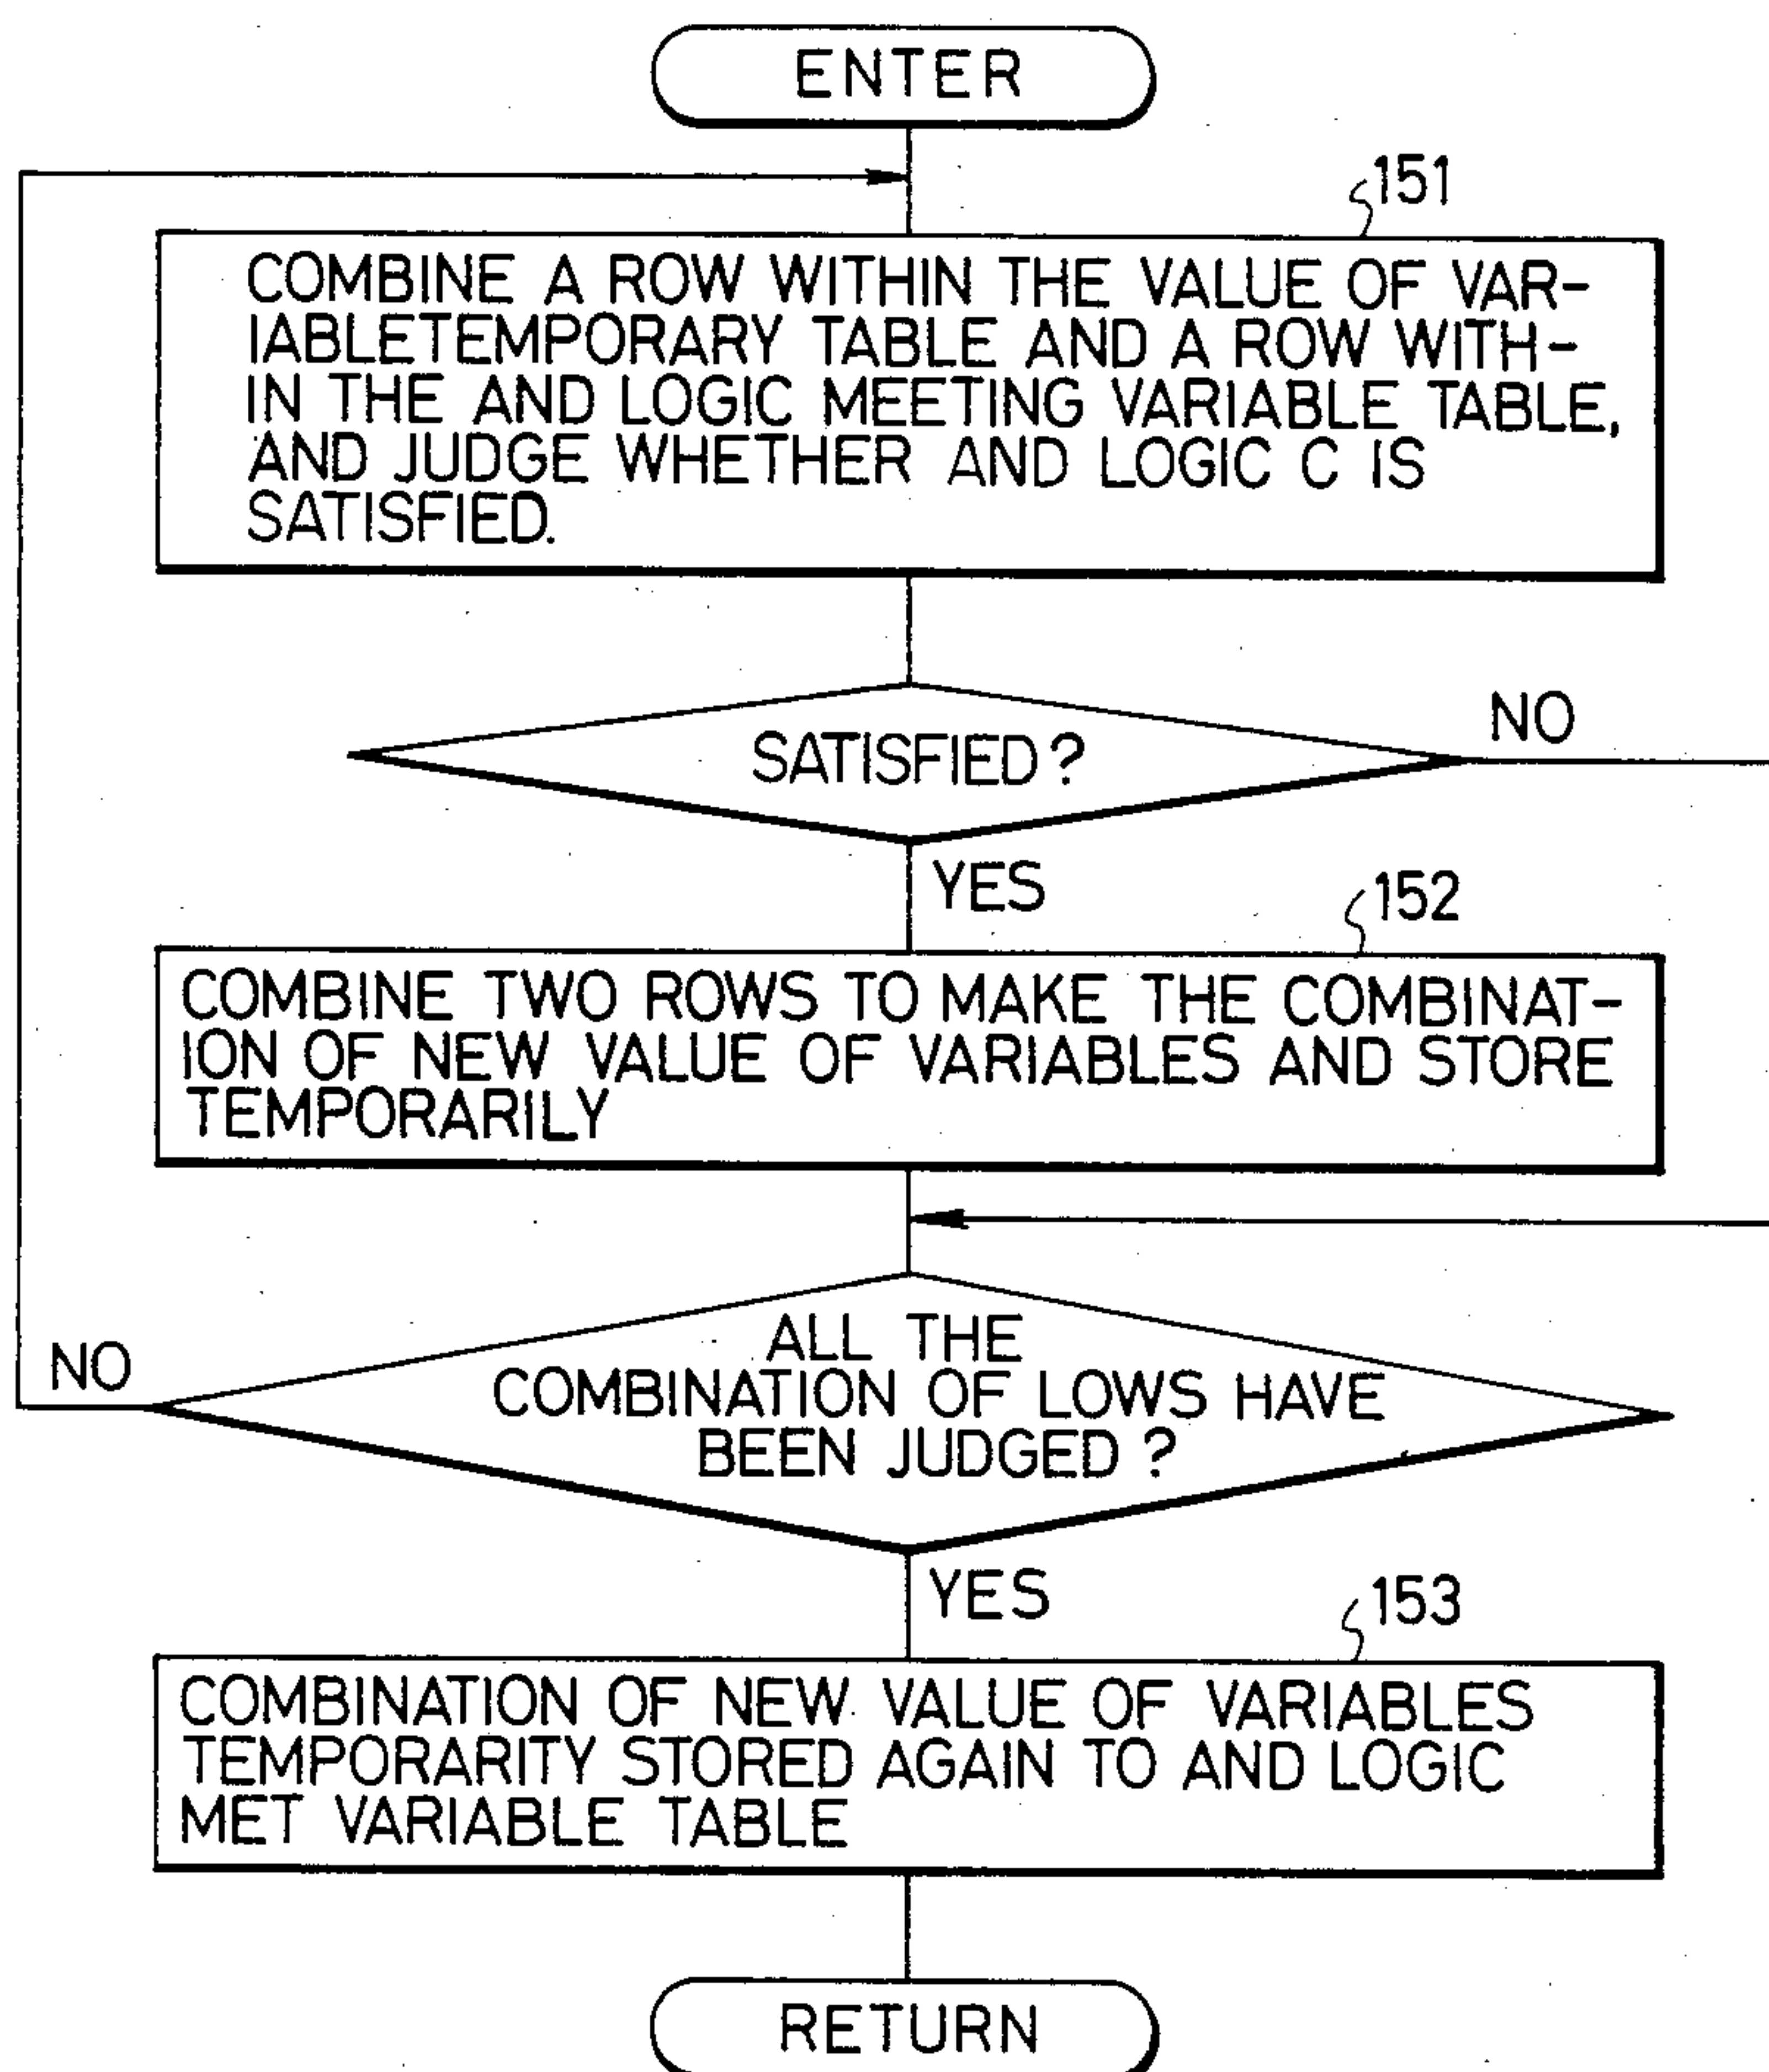 ENTER
151
COMBINE A ROW WITHIN THE VALUE OF VAR-
IABLETEMPORARY TABLE AND A ROW WITH-
IN THE AND LOGIC MEETING VARIABLE TABLE,
AND JUDGE WHETHER AND LOGIC C IS
SATISFIED.
SATISFIED?
NO
YES
152
COMBINE TWO ROWS TO MAKE THE COMBINAT-
ION OF NEW VALUE OF VARIABLES AND STORE
TEMPORARILY
ALL THE
COMBINATION OF LOWS HAVE
BEEN JUDGED ?
NO
YES
153
COMBINATION OF NEW VALUE OF VARIABLES
TEMPORARITY STORED AGAIN TO AND LOGIC
MET VARIABLE TABLE
RETURN